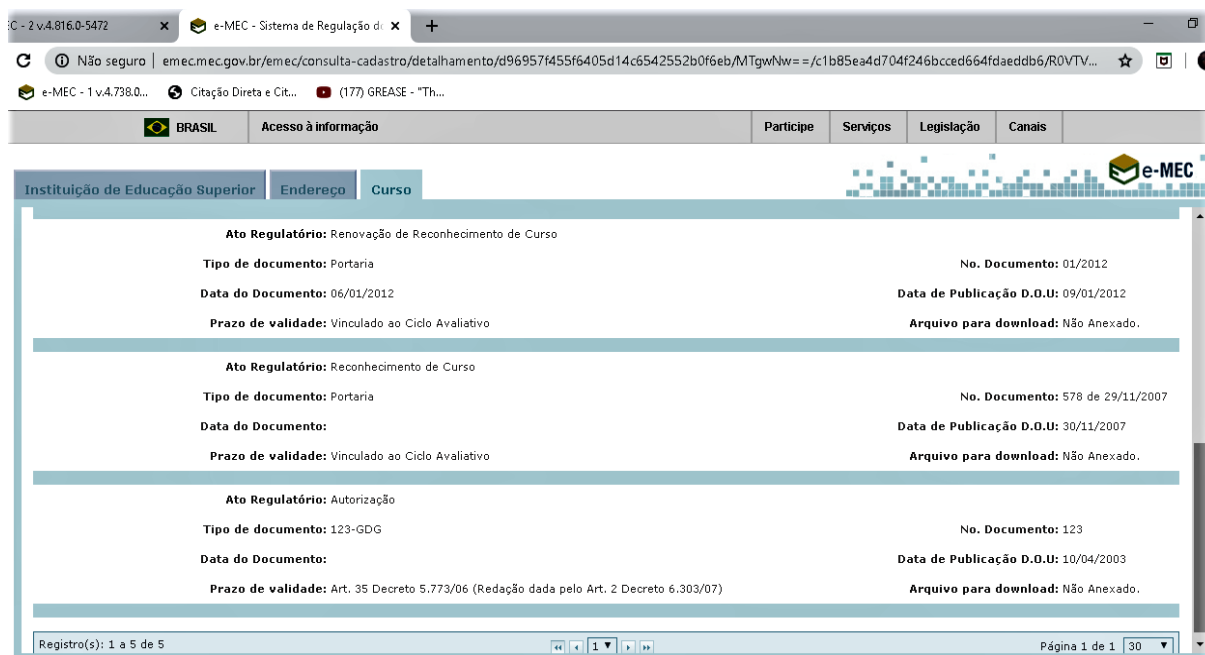 EC - 2 v.4.816.0-5472
e-MEC - Sistema de Regulação do
Não seguro | emec.mec.gov.br/emec/consulta-cadastro/detalhamento/d96957f455f6405d14c6542552b0f6eb/MTgwNw==/c1b85ea4d704f246bcced664fdaeddb6/R0VTV...
e-MEC - 1 v.4.738.0... Citação Direta e Cit... (177) GREASE - "Th...
BRASIL Acesso à informação Participe Serviços Legislação Canais
e-MEC
Instituição de Educação Superior Endereço Curso
Ato Regulatório: Renovação de Reconhecimento de Curso
Tipo de documento: Portaria No. Documento: 01/2012
Data do Documento: 06/01/2012 Data de Publicação D.O.U: 09/01/2012
Prazo de validade: Vinculado ao Ciclo Avaliativo Arquivo para download: Não Anexado.
Ato Regulatório: Reconhecimento de Curso
Tipo de documento: Portaria No. Documento: 578 de 29/11/2007
Data do Documento: Data de Publicação D.O.U: 30/11/2007
Prazo de validade: Vinculado ao Ciclo Avaliativo Arquivo para download: Não Anexado.
Ato Regulatório: Autorização
Tipo de documento: 123-GDG No. Documento: 123
Data do Documento: Data de Publicação D.O.U: 10/04/2003
Prazo de validade: Art. 35 Decreto 5.773/06 (Redação dada pelo Art. 2 Decreto 6.303/07) Arquivo para download: Não Anexado.
Registro(s): 1 a 5 de 5 1 Página 1 de 1 30